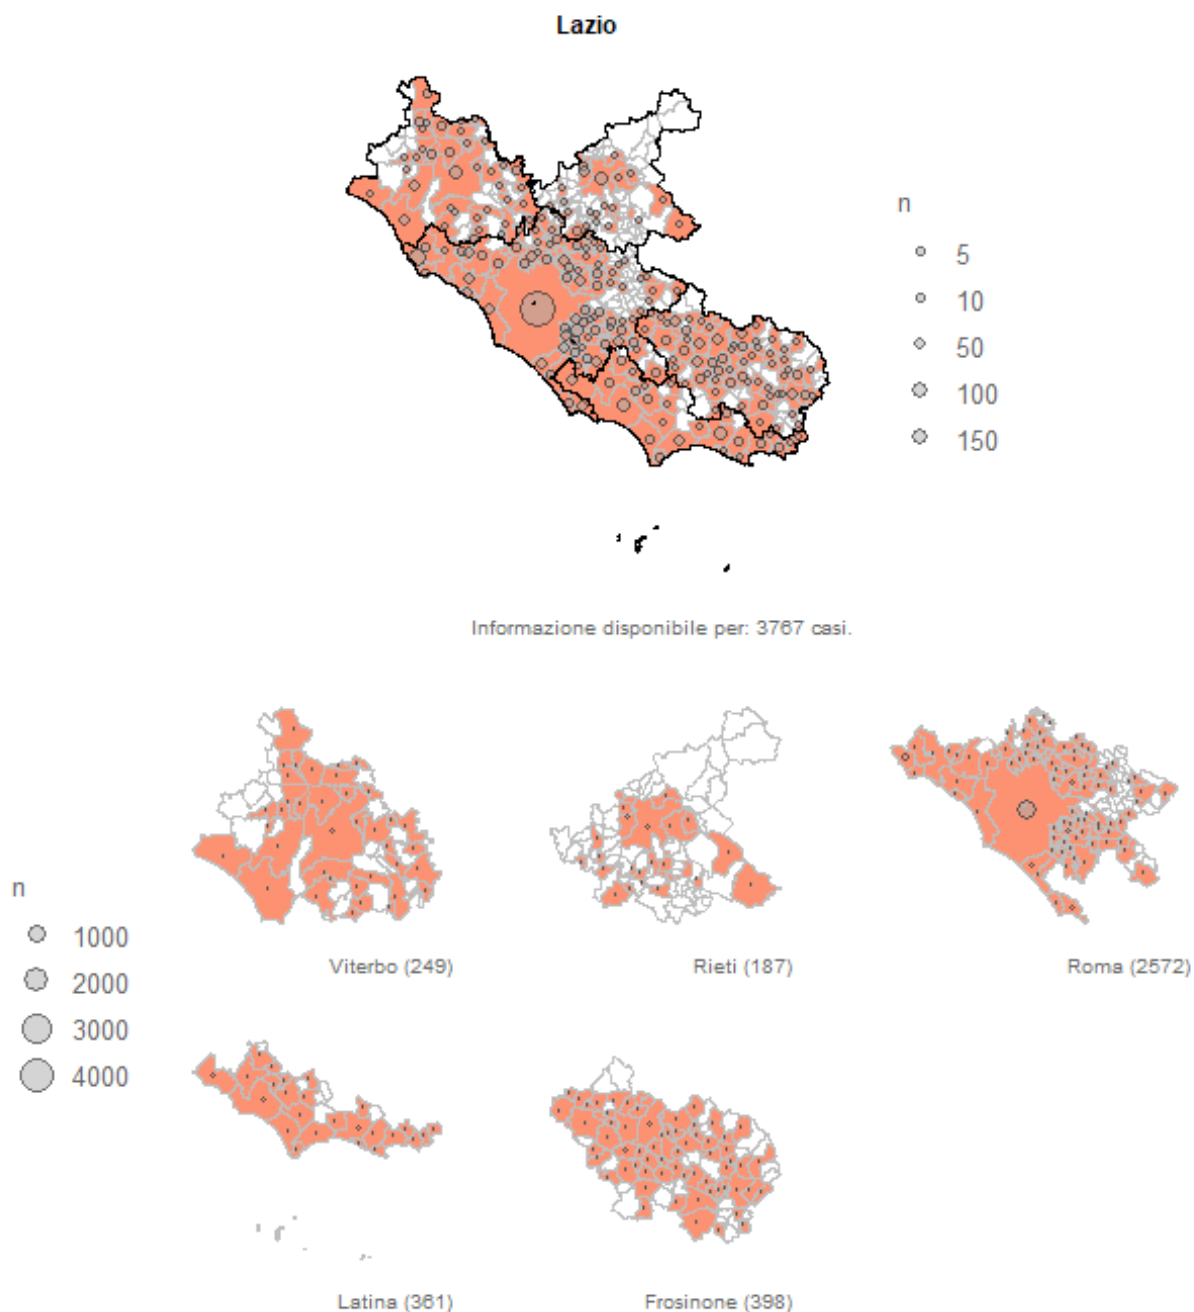 Lazio
n
5
10
50
100
150
Informazione disponibile per: 3767 casi.
n
1000
2000
3000
4000
Viterbo (249)
Rieti (187)
Roma (2572)
Latina (361)
Frosinone (398)